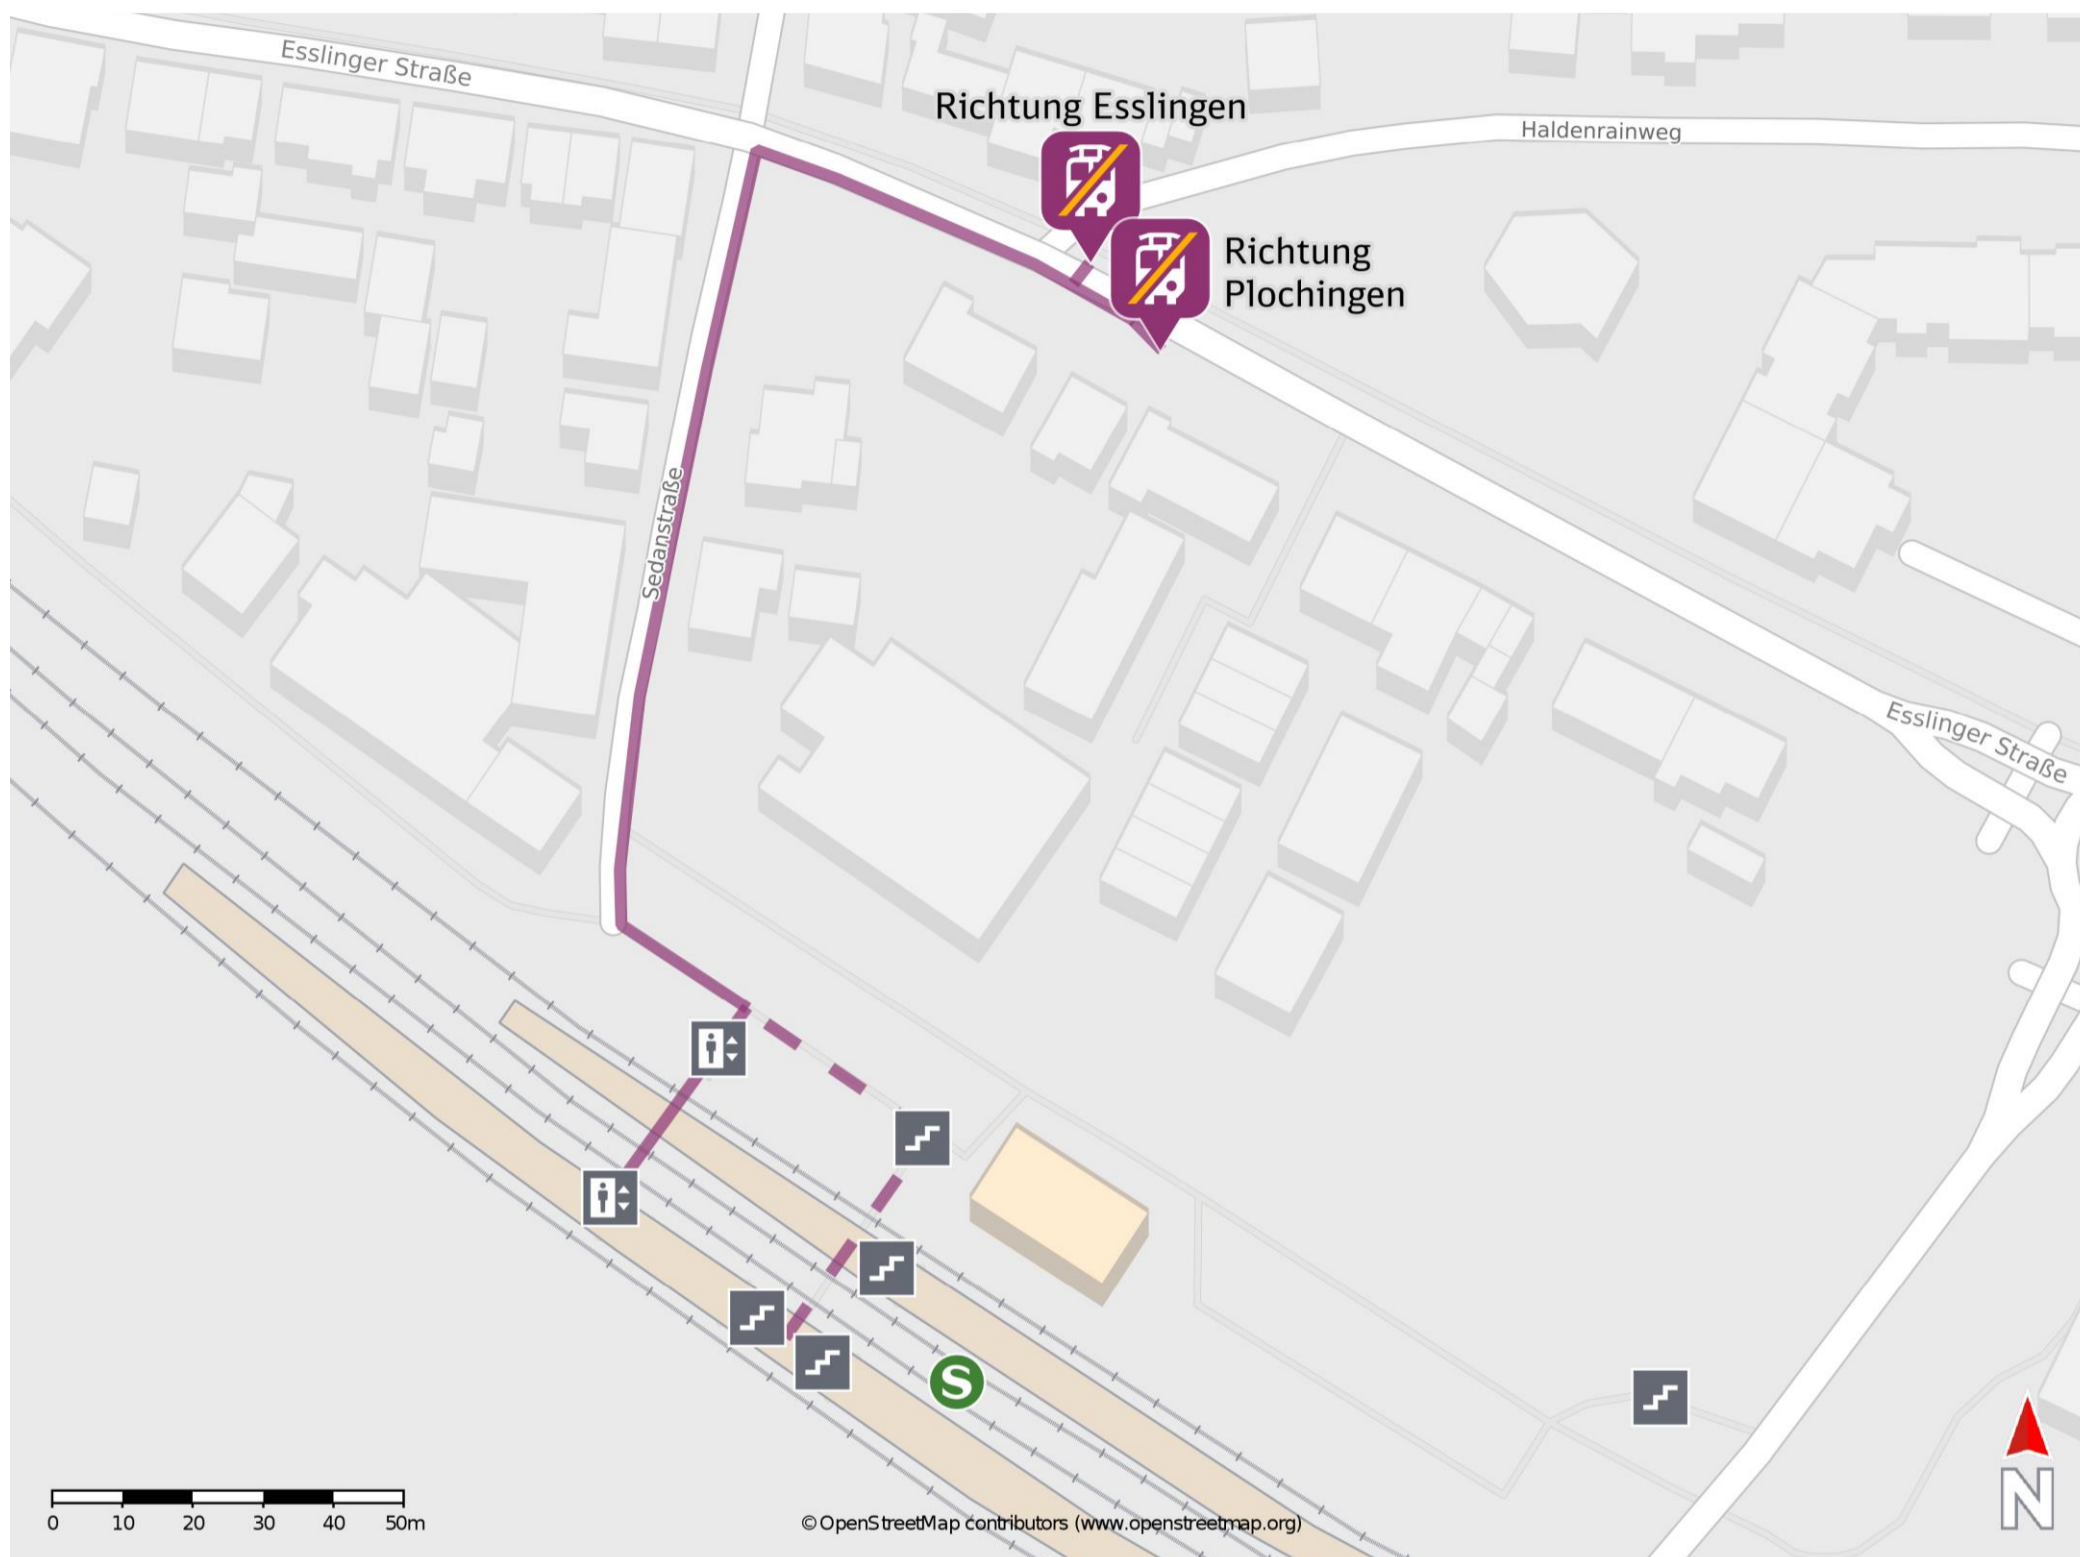 Esslinger Straße
Richtung Esslingen
Haldenrainweg
Richtung
Plochingen
Sedanstraße
Esslinger Straße
S
0 10 20 30 40 50m
© OpenStreetMap contributors (www.openstreetmap.org)
N